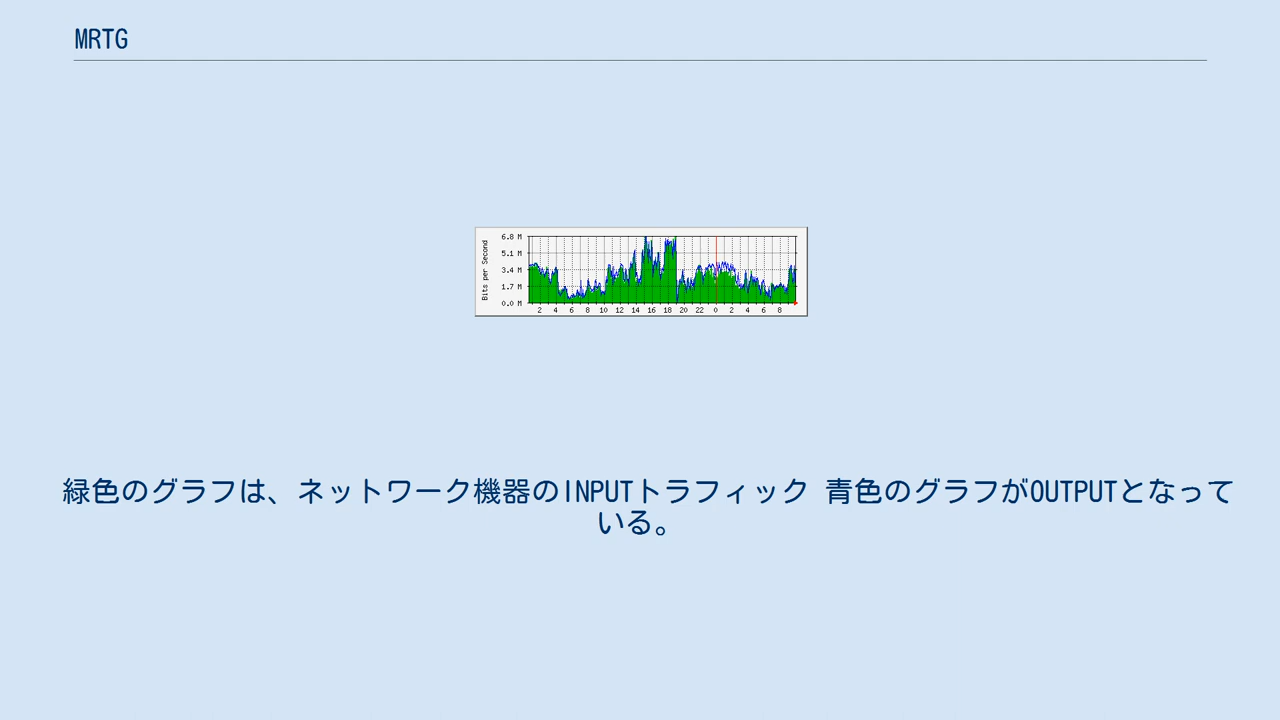 MRTG
Bits per Second
6.8 M
5.1 M
3.4 M
1.7 M
0.0 M
2 4 6 8 10 12 14 16 18 20 22 0 2 4 6 8
緑色のグラフは、ネットワーク機器のINPUTトラフィック 青色のグラフがOUTPUTとなって
いる。